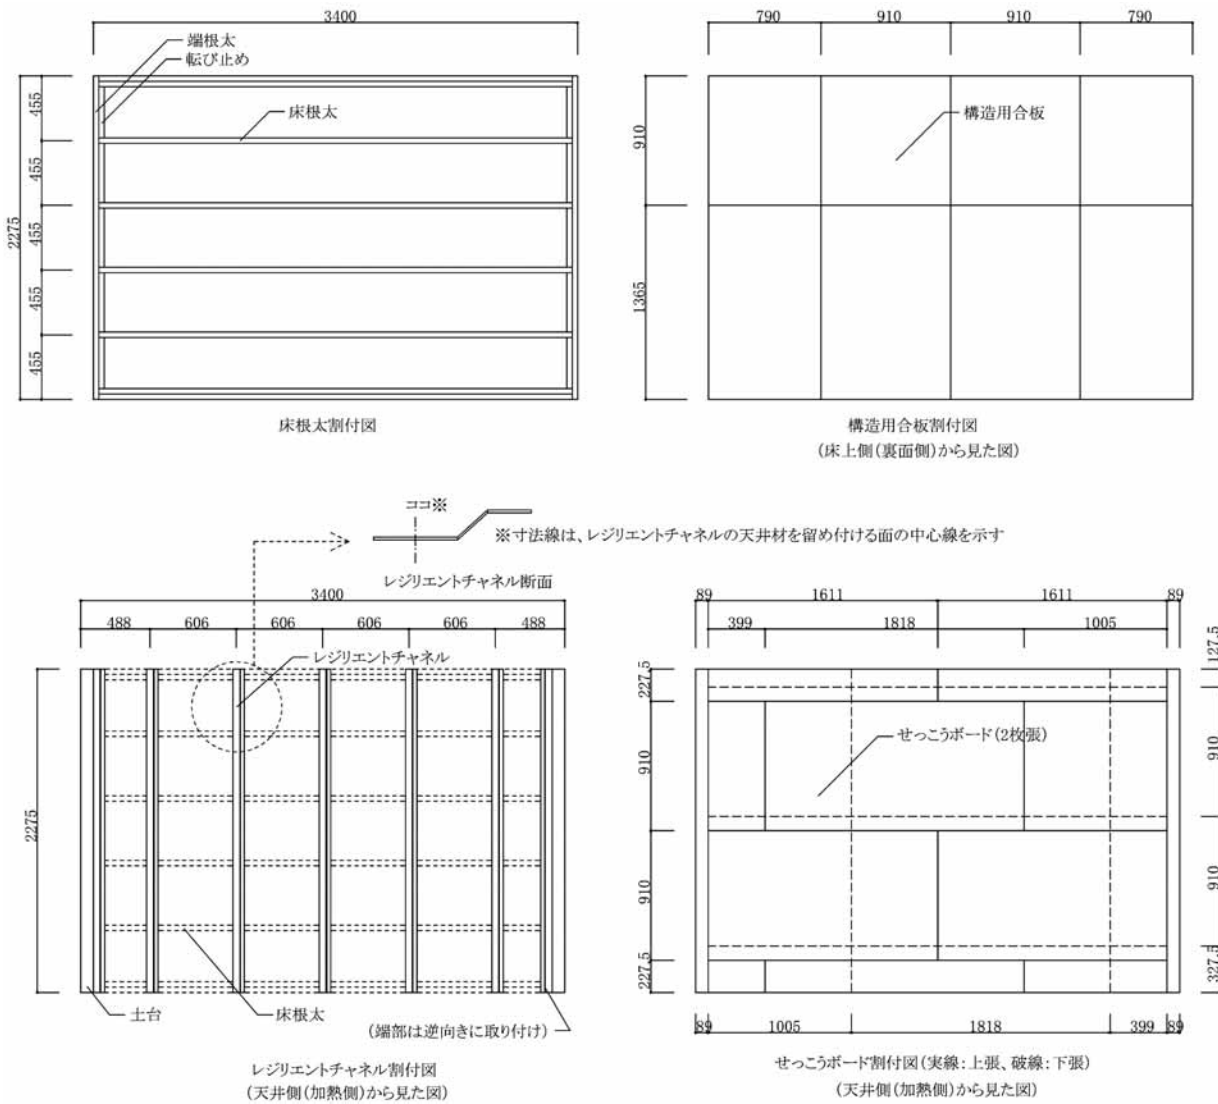 3400
端根太
転び止め
床根太
455
455
455
455
455
2275
床根太割付図
790
910
910
790
910
1365
構造用合板
構造用合板割付図
(床上側(裏面側)から見た図)
ココ※
※寸法線は、レジリエントチャネルの天井材を留め付ける面の中心線を示す
レジリエントチャネル断面
3400
488
606
606
606
606
488
レジリエントチャネル
2275
土台
床根太
(端部は逆向きに取り付け)
レジリエントチャネル割付図
(天井側(加熱側)から見た図)
89
1611
1611
89
399
1818
1005
227.5
910
910
227.5
127.5
910
910
327.5
せっこうボード(2枚張)
89
1005
1818
399
89
せっこうボード割付図(実線:上張、破線:下張)
(天井側(加熱側)から見た図)